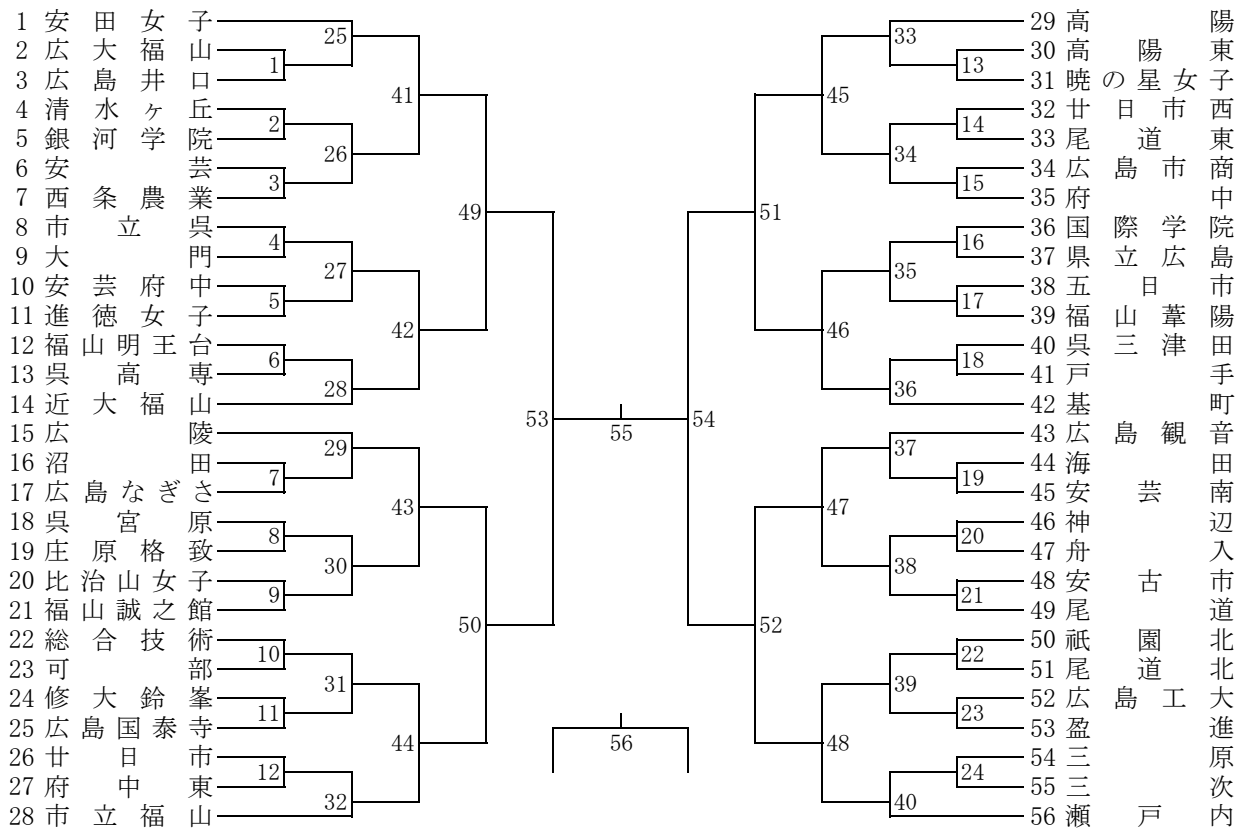 1 安田女子
2 広大福山
3 広島井口
4 清水ヶ丘
5 銀河学院
6 安芸
7 西条農業
8 市立呉
9 大門
10 安芸府中
11 進徳女子
12 福山明王台
13 呉高専
14 近大福山
15 広陵
16 沼田
17 広島なぎさ
18 呉宮原
19 庄原格致
20 比治山女子
21 福山誠之館
22 総合技術
23 可部
24 修大鈴峯
25 広島国泰寺
26 廿日市
27 府中東
28 市立福山
1
2
3
4
5
6
7
8
9
10
11
12
25
26
27
28
29
30
31
32
41
42
43
44
49
50
53
55
56
54
51
52
45
46
47
48
33
34
35
36
37
38
39
40
13
14
15
16
17
18
19
20
21
22
23
24
29 高陽
30 高陽東
31 暁の星女子
32 廿日市西
33 尾道東
34 広島市商
35 府中
36 国際学院
37 県立広島
38 五日市
39 福山葦陽
40 呉三津田
41 戸手
42 基町
43 広島観音
44 海田
45 安芸南
46 神辺
47 舟入
48 安古市
49 尾道
50 祇園北
51 尾道北
52 広島工大
53 盈進
54 三原
55 三次
56 瀬戸内